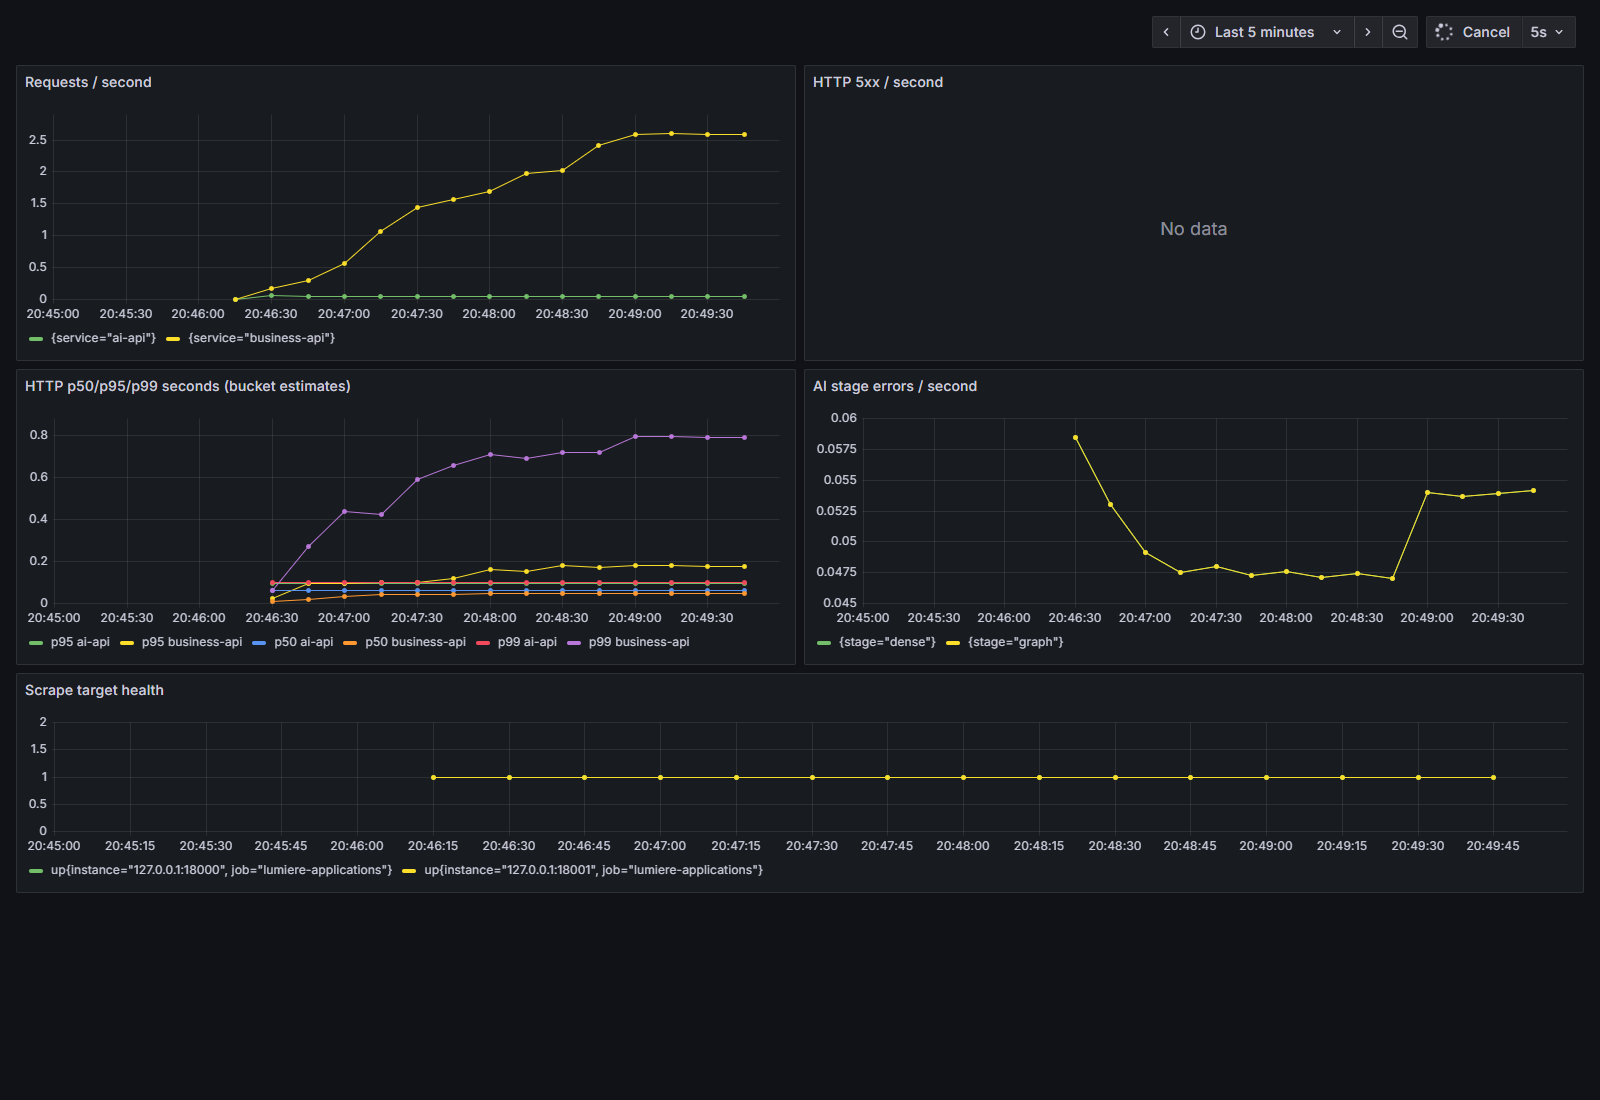 Last 5 minutes Cancel 5s
Requests / second
2.5
2
1.5
1
0.5
0
20:45:00 20:45:30 20:46:00 20:46:30 20:47:00 20:47:30 20:48:00 20:48:30 20:49:00 20:49:30
{service="ai-api"} {service="business-api"}
HTTP 5xx / second
No data
HTTP p50/p95/p99 seconds (bucket estimates)
0.8
0.6
0.4
0.2
0
20:45:00 20:45:30 20:46:00 20:46:30 20:47:00 20:47:30 20:48:00 20:48:30 20:49:00 20:49:30
p95 ai-api p95 business-api p50 ai-api p50 business-api p99 ai-api p99 business-api
AI stage errors / second
0.06
0.0575
0.055
0.0525
0.05
0.0475
0.045
20:45:00 20:45:30 20:46:00 20:46:30 20:47:00 20:47:30 20:48:00 20:48:30 20:49:00 20:49:30
{stage="dense"} {stage="graph"}
Scrape target health
2
1.5
1
0.5
0
20:45:00 20:45:15 20:45:30 20:45:45 20:46:00 20:46:15 20:46:30 20:46:45 20:47:00 20:47:15 20:47:30 20:47:45 20:48:00 20:48:15 20:48:30 20:48:45 20:49:00 20:49:15 20:49:30 20:49:45
up{instance="127.0.0.1:18000", job="lumiere-applications"} up{instance="127.0.0.1:18001", job="lumiere-applications"}